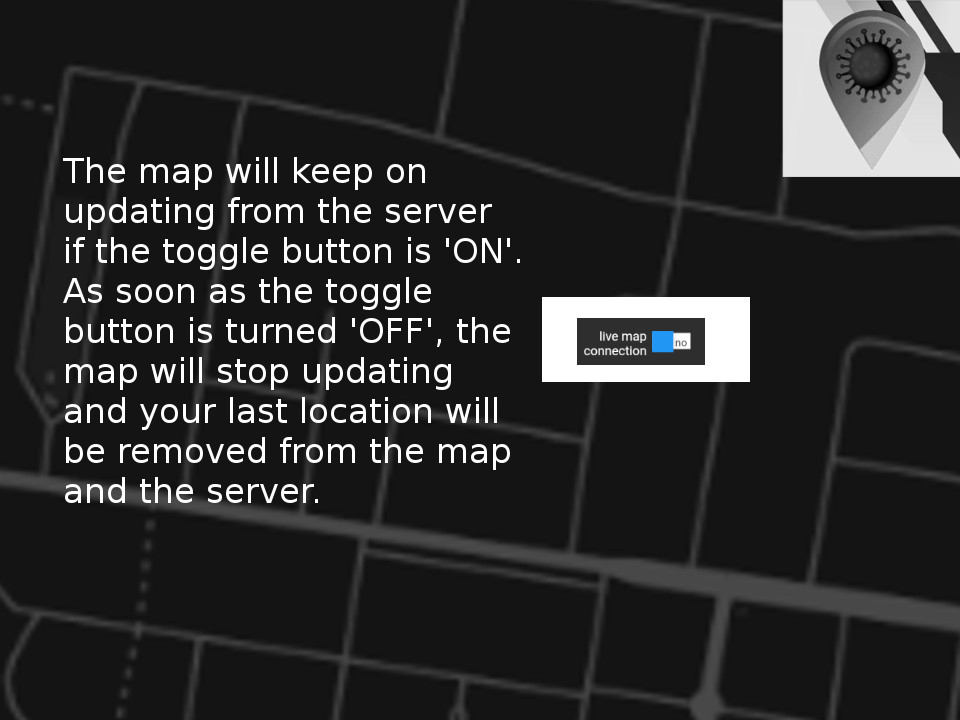 The map will keep on
updating from the server
if the toggle button is 'ON'.
As soon as the toggle
button is turned 'OFF', the
map will stop updating
and your last location will
be removed from the map
and the server.
live map
connection
no